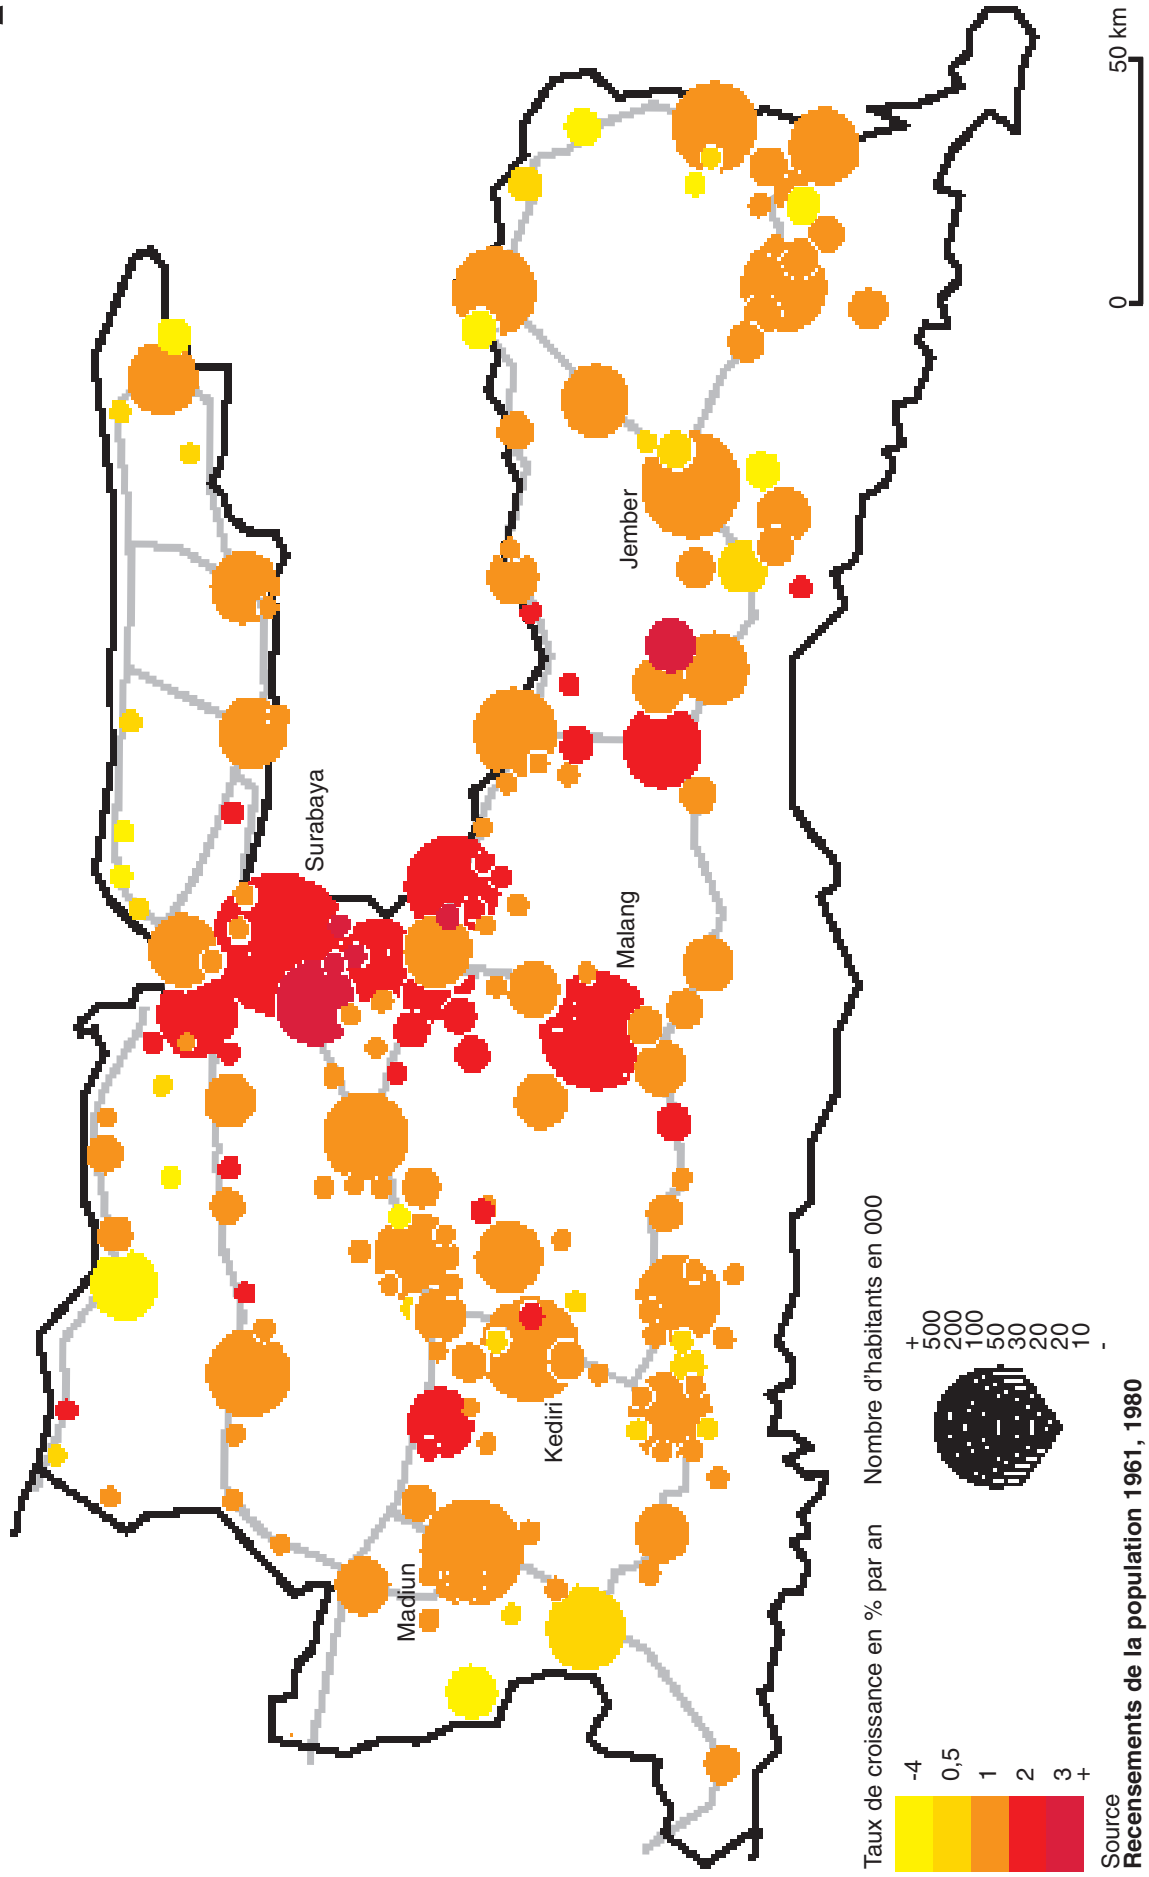 Surabaya
Jember
Malang
Kediri
Madiun
Taux de croissance en % par an
-4
0,5
1
2
3
+
Nombre d'habitants en 000
+
500
200
100
50
30
20
20
10
-
0
50 km
Source
Recensements de la population 1961, 1980